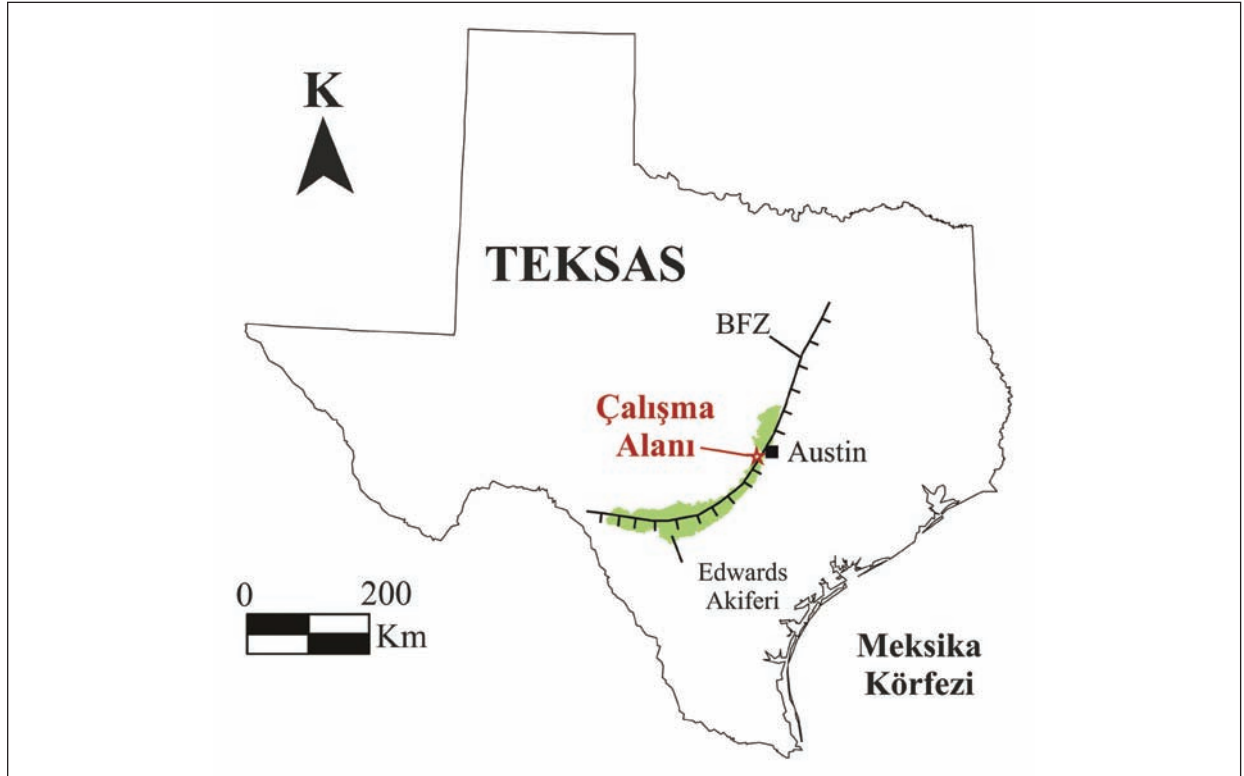 K
TEKSAS
BFZ
Çalışma
Alanı
Austin
Edwards
Akiferi
0 200
Km
Meksika
Körfezi